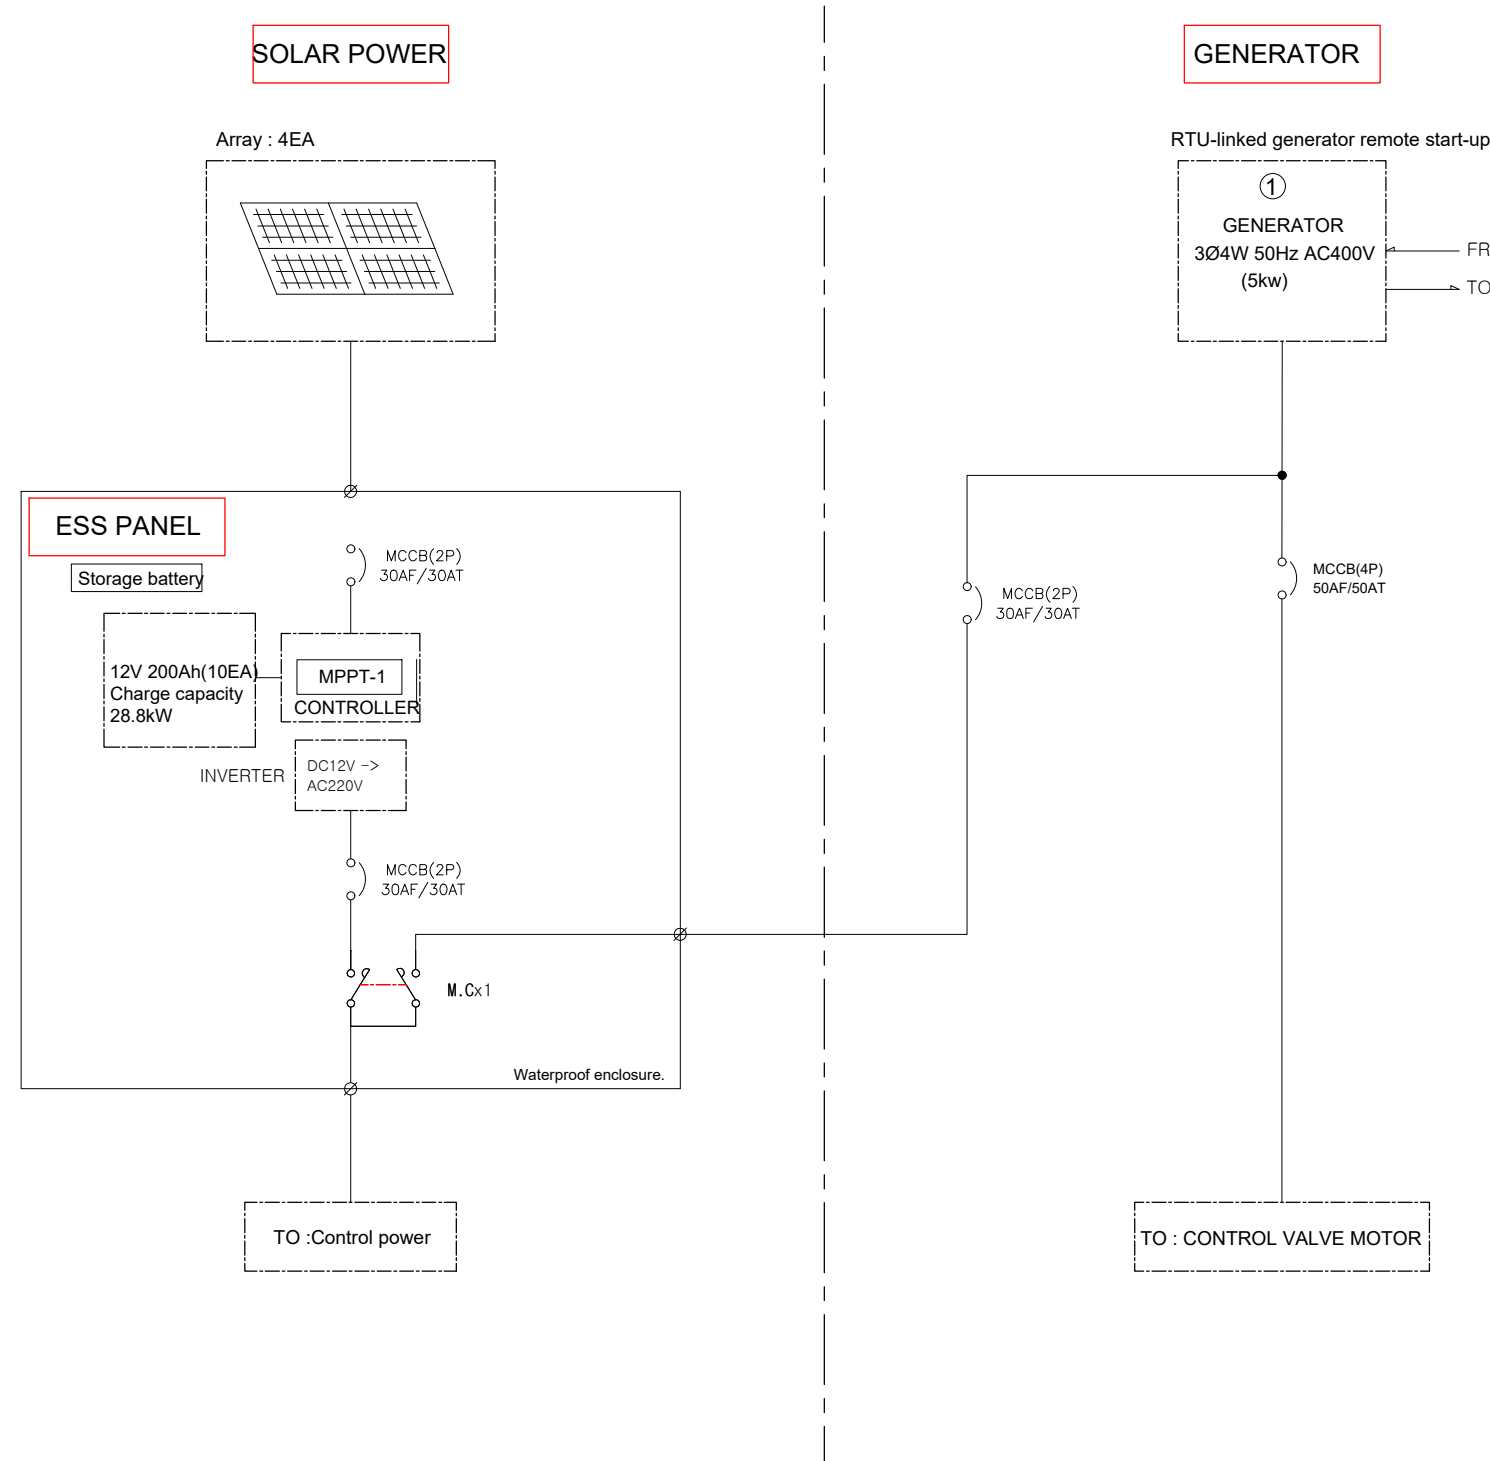 SOLAR POWER
GENERATOR
Array : 4EA
RTU-linked generator remote start-up
①
GENERATOR
3Ø4W 50Hz AC400V
(5kw)
FR
TO
ESS PANEL
Storage battery
MCCB(2P)
30AF/30AT
MCCB(2P)
30AF/30AT
MCCB(4P)
50AF/50AT
12V 200Ah(10EA)
Charge capacity
28.8kW
MPPT-1
CONTROLLER
INVERTER
DC12V ->
AC220V
MCCB(2P)
30AF/30AT
M.Cx1
Waterproof enclosure.
TO :Control power
TO : CONTROL VALVE MOTOR